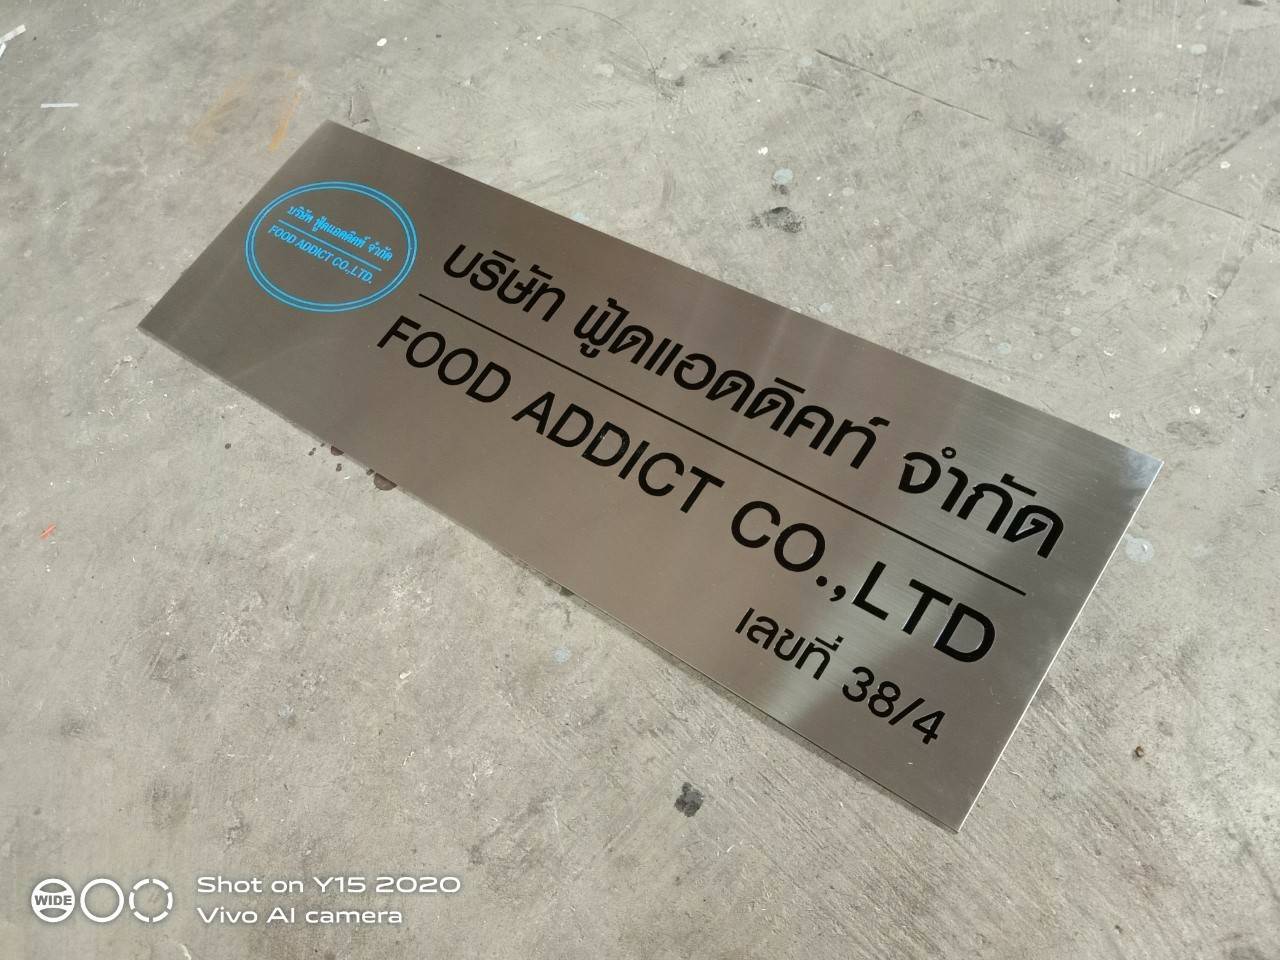 บริษัท ฟู้ดแอดดิคท์ จำกัด
FOOD ADDICT CO.,LTD.
บริษัท ฟู้ดแอดดิคท์ จำกัด
FOOD ADDICT CO.,LTD
เลขที่ 38/4
WIDE
Shot on Y15 2020
Vivo AI camera